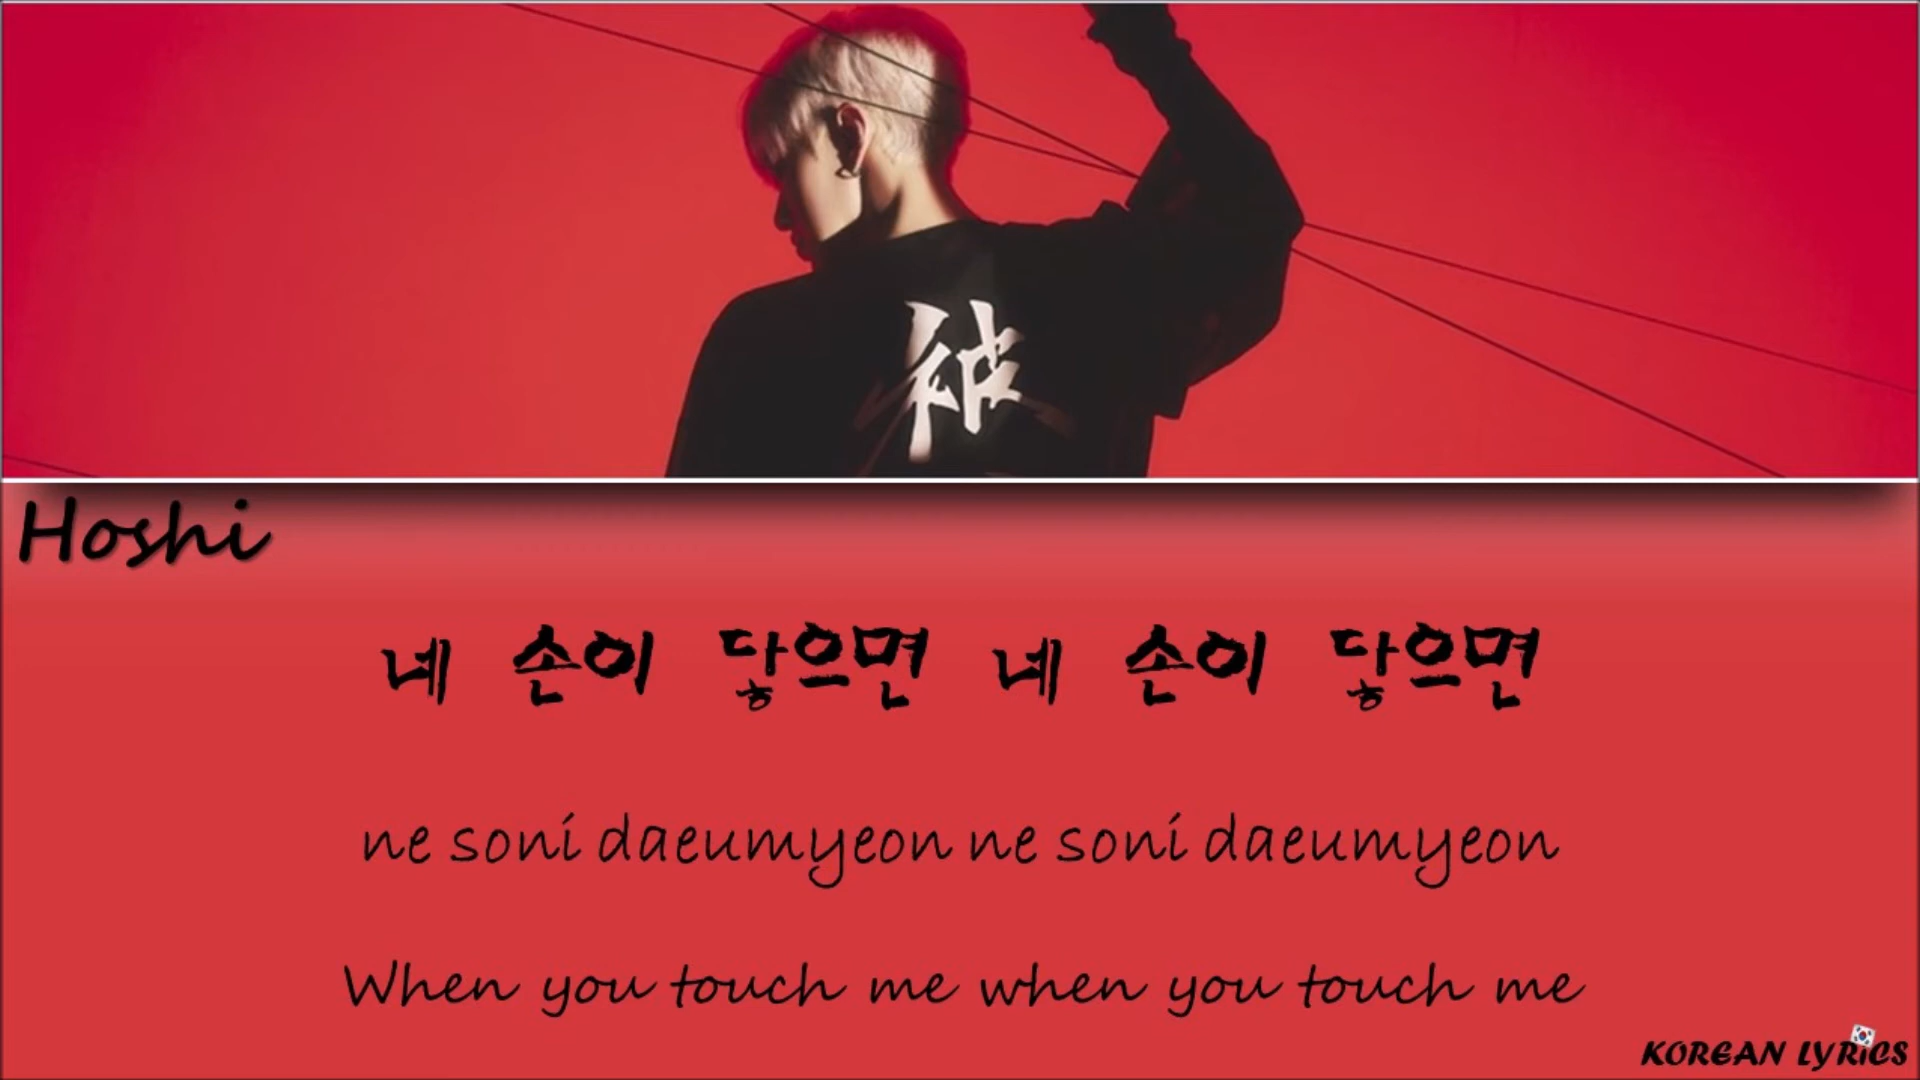 被
Hoshi
네 손이 닿으면 네 손이 닿으면
ne soni daeumyeon ne soni daeumyeon
When you touch me when you touch me
KOREAN LYRICS